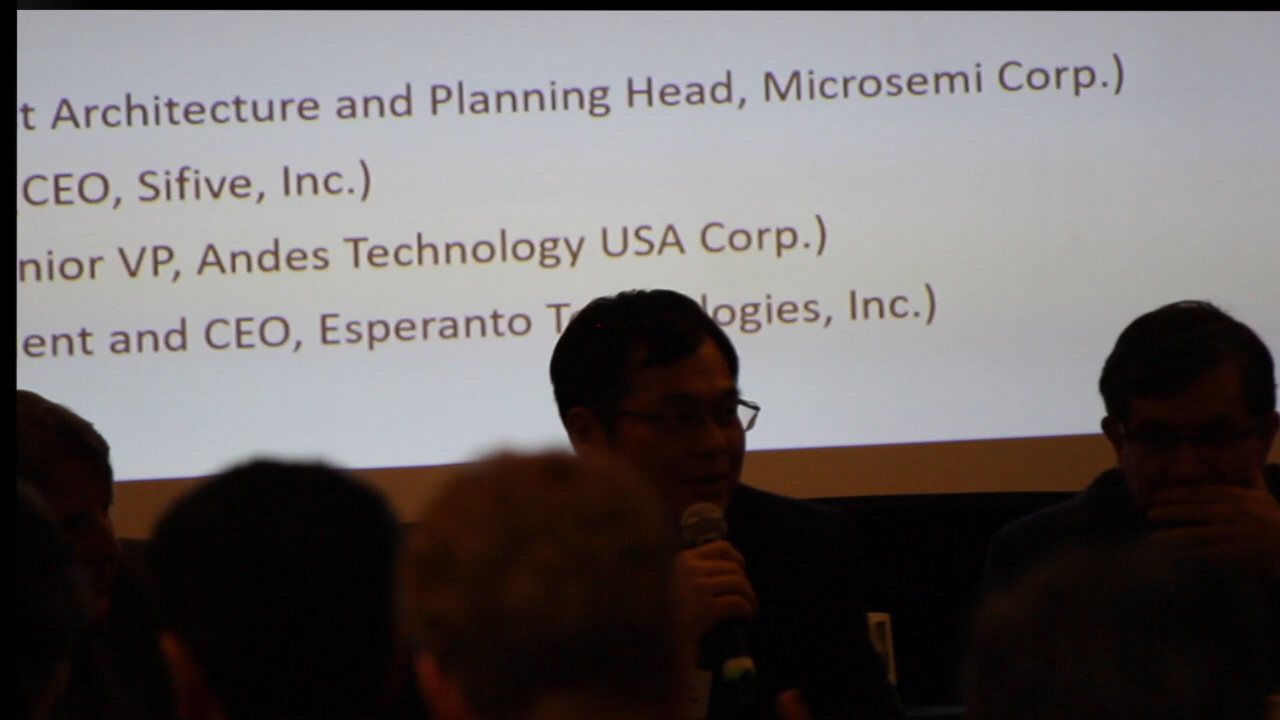 t Architecture and Planning Head, Microsemi Corp.)
CEO, Sifive, Inc.)
nior VP, Andes Technology USA Corp.)
ent and CEO, Esperanto T ogies, Inc.)